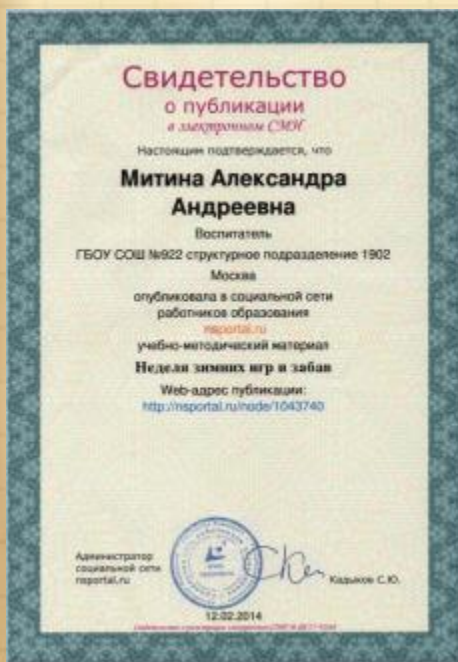 Свидетельство
о публикации
в электронном СМИ
Настоящим подтверждается, что
Митина Александра
Андреевна
Воспитатель
ГБОУ СОШ №922 структурное подразделение 1902
Москва
опубликовала в социальной сети
работников образования
nsportal.ru
учебно-методический материал
Неделя зимних игр и забав
Web-адрес публикации:
http://nsportal.ru/node/1043740
Администратор
социальной сети
nsportal.ru
Кадыков С.Ю.
12.02.2014